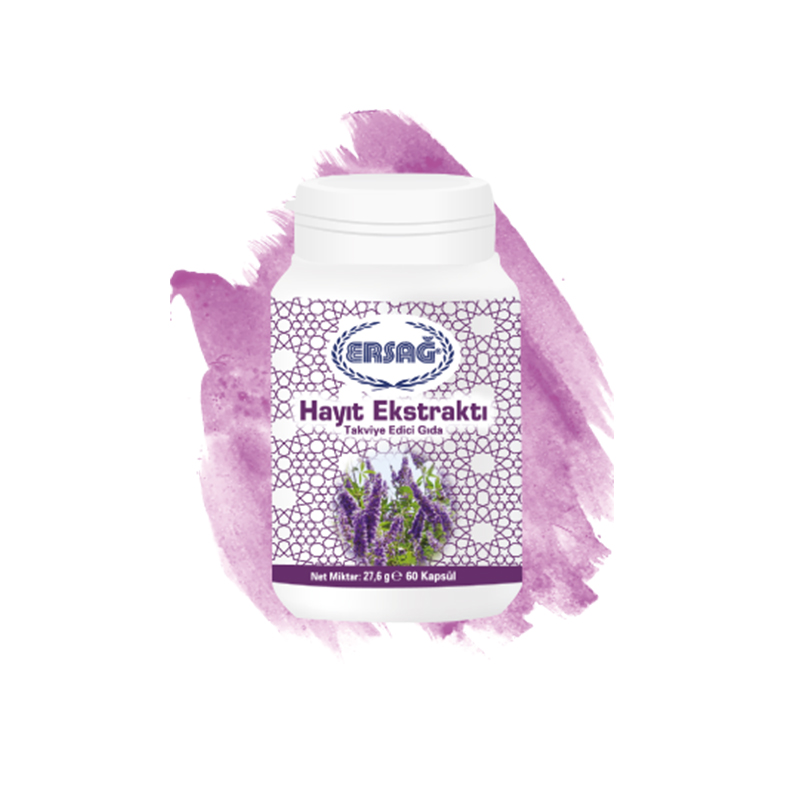 ERSAĞ®
Hayıt Ekstraktı
Takviye Edici Gıda
Net Miktar: 27,6 g ℮ 60 Kapsül